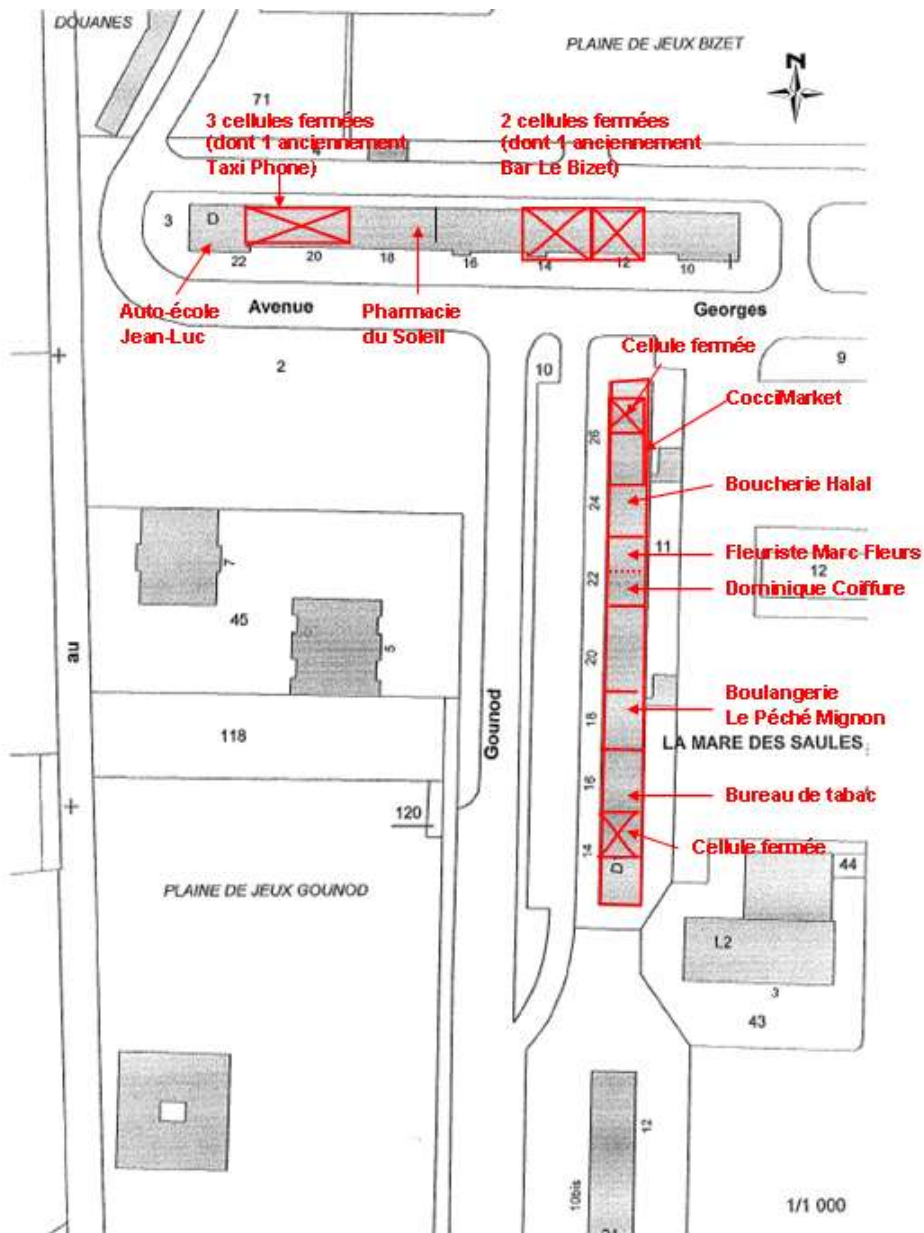 DOUANES
PLAINE DE JEUX BIZET
N
71
3 cellules fermées
(dont 1 anciennement
Taxi Phone)
2 cellules fermées
(dont 1 anciennement
Bar Le Bizet)
3
D
22
20
18
16
14
12
10
Auto-école
Jean-Luc
Avenue
Pharmacie
du Soleil
Georges
2
10
Cellule fermée
9
CocciMarket
26
Boucherie Halal
24
11
Fleuriste Marc Fleurs
12
7
22
Dominique Coiffure
45
5
20
au
Gounod
Boulangerie
Le Péché Mignon
18
118
LA MARE DES SAULES
16
Bureau de tabac
120
14
Cellule fermée
D
44
PLAINE DE JEUX GOUNOD
L2
3
43
12
10bis
1/1 000